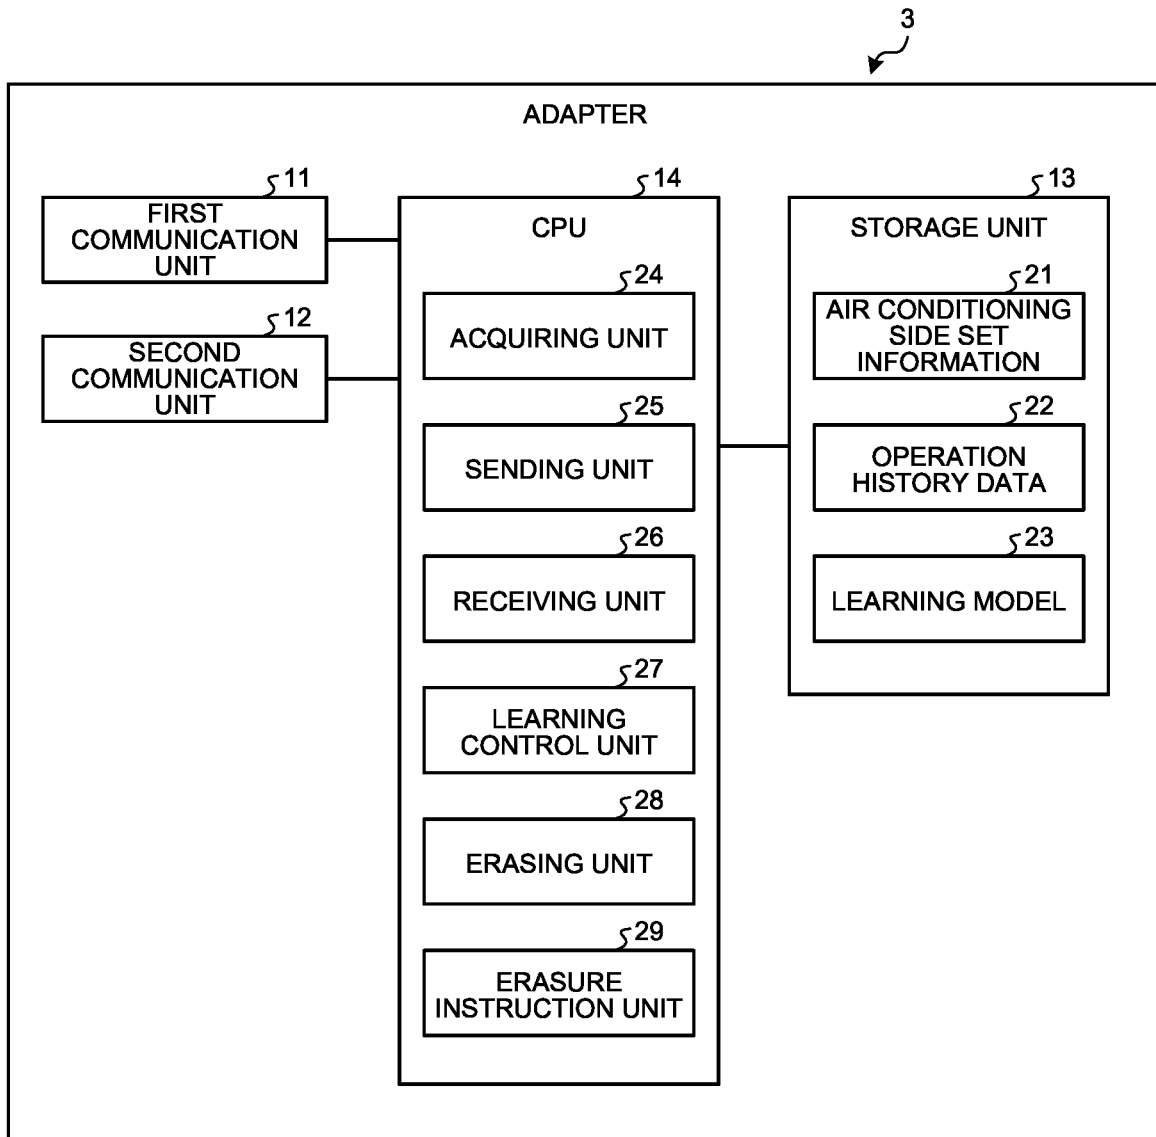 3
ADAPTER
11
FIRST
COMMUNICATION
UNIT
12
SECOND
COMMUNICATION
UNIT
14
CPU
24
ACQUIRING UNIT
25
SENDING UNIT
26
RECEIVING UNIT
27
LEARNING
CONTROL UNIT
28
ERASING UNIT
29
ERASURE
INSTRUCTION UNIT
13
STORAGE UNIT
21
AIR CONDITIONING
SIDE SET
INFORMATION
22
OPERATION
HISTORY DATA
23
LEARNING MODEL